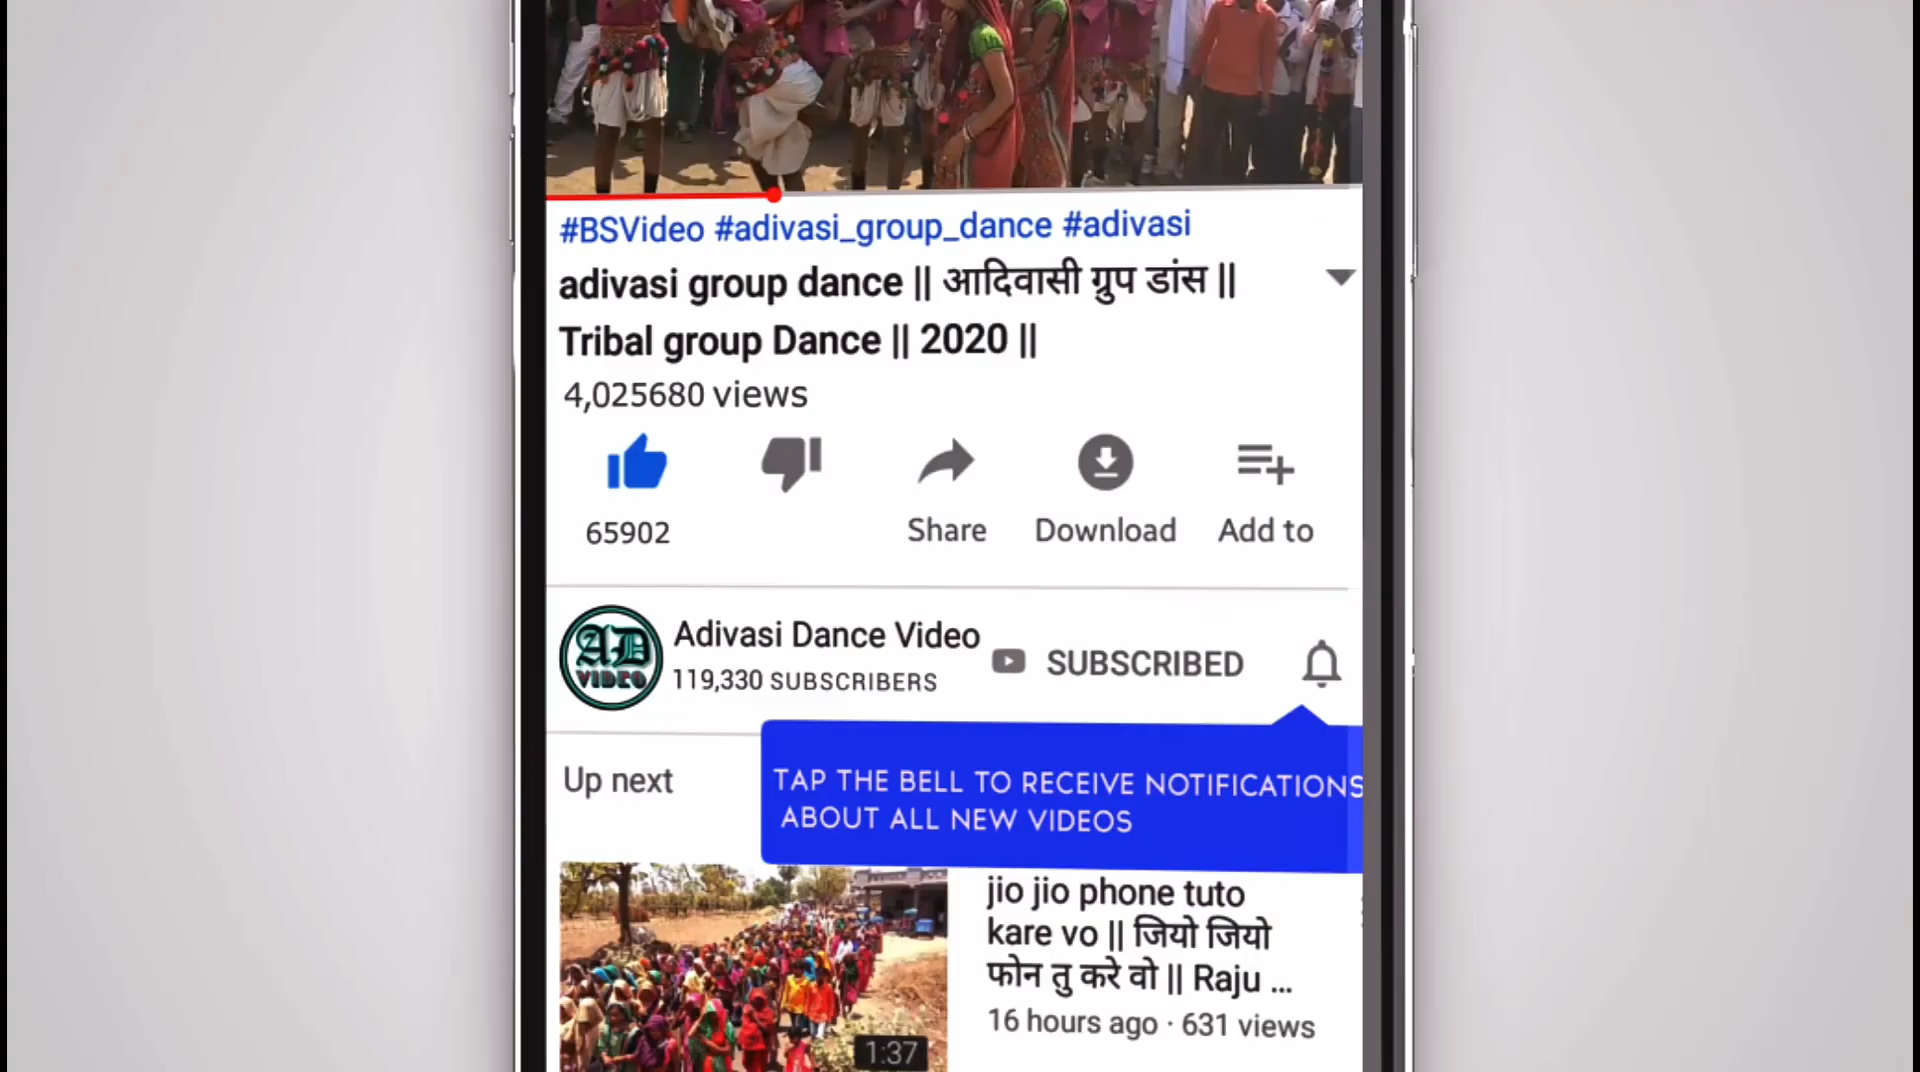 #BSVideo #adivasi_group_dance #adivasi
adivasi group dance || आदिवासी ग्रुप डांस ||
Tribal group Dance || 2020 ||
4,025680 views
65902
Share
Download
Add to
AD
VIDEO
Adivasi Dance Video
119,330 SUBSCRIBERS
SUBSCRIBED
TAP THE BELL TO RECEIVE NOTIFICATIONS
ABOUT ALL NEW VIDEOS
Up next
jio jio phone tuto
kare vo || जियो जियो
फोन तु करे वो || Raju ...
16 hours ago · 631 views
1:37